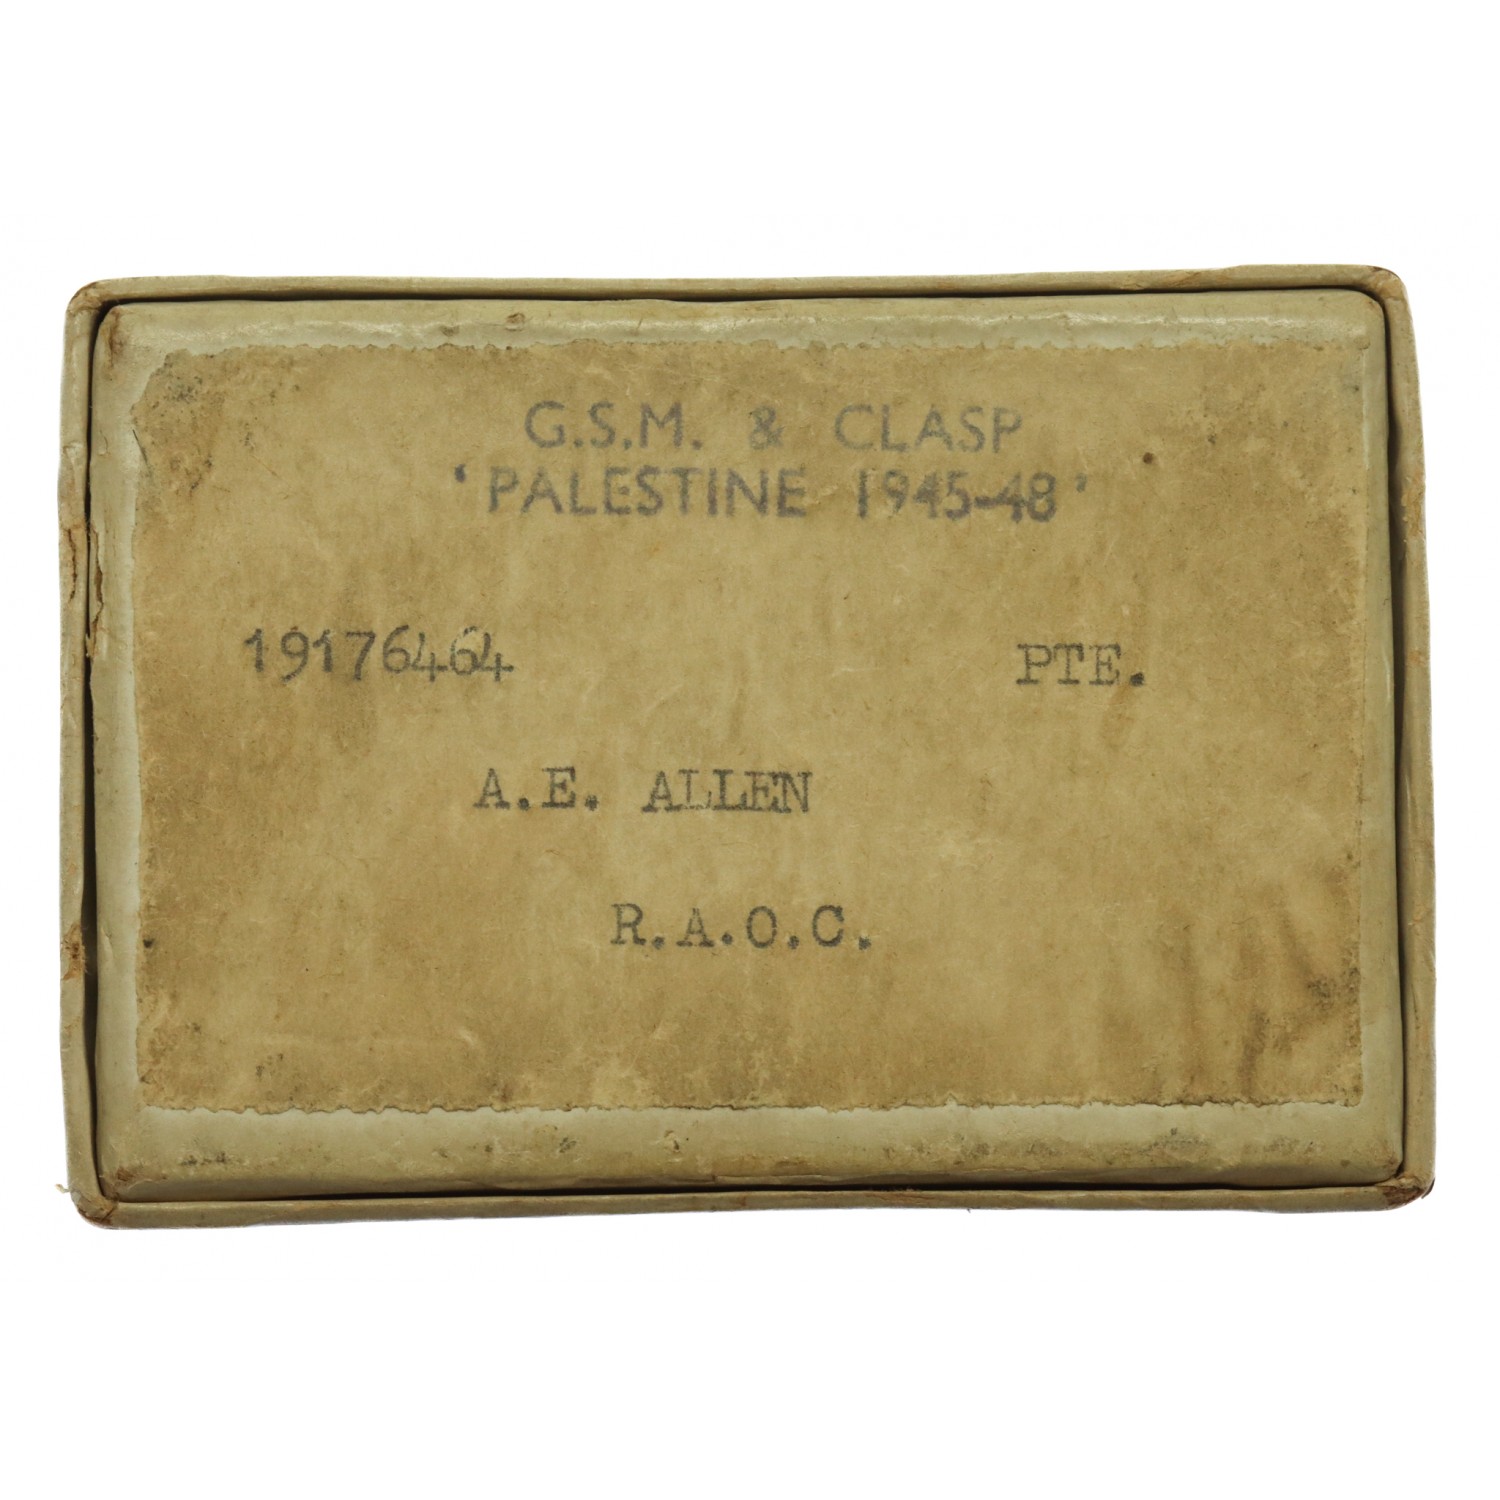 G.S.M. & CLASP
'PALESTINE 1945-48'
19176464 PTE.
A.E. ALLEN
R.A.O.C.